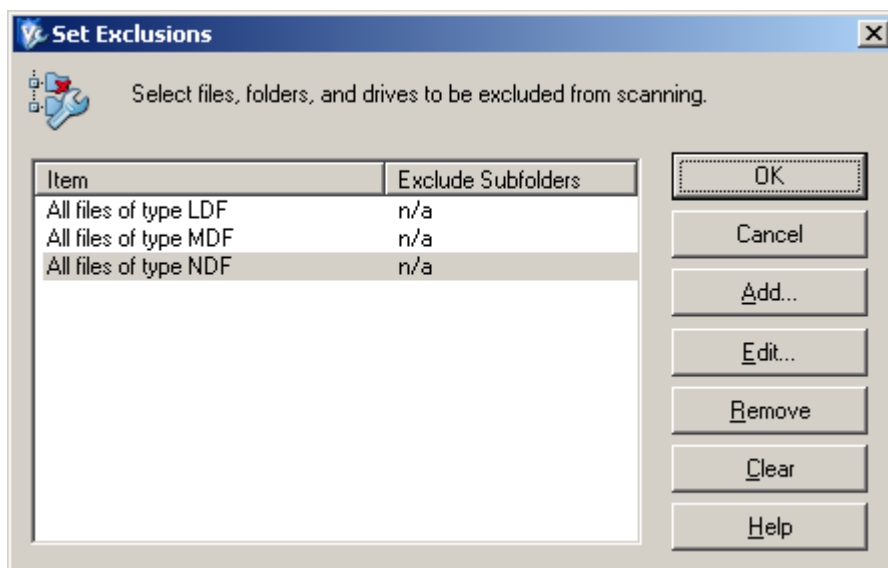 Set Exclusions
Select files, folders, and drives to be excluded from scanning.
Item Exclude Subfolders
All files of type LDF n/a
All files of type MDF n/a
All files of type NDF n/a
OK
Cancel
Add...
Edit...
Remove
Clear
Help